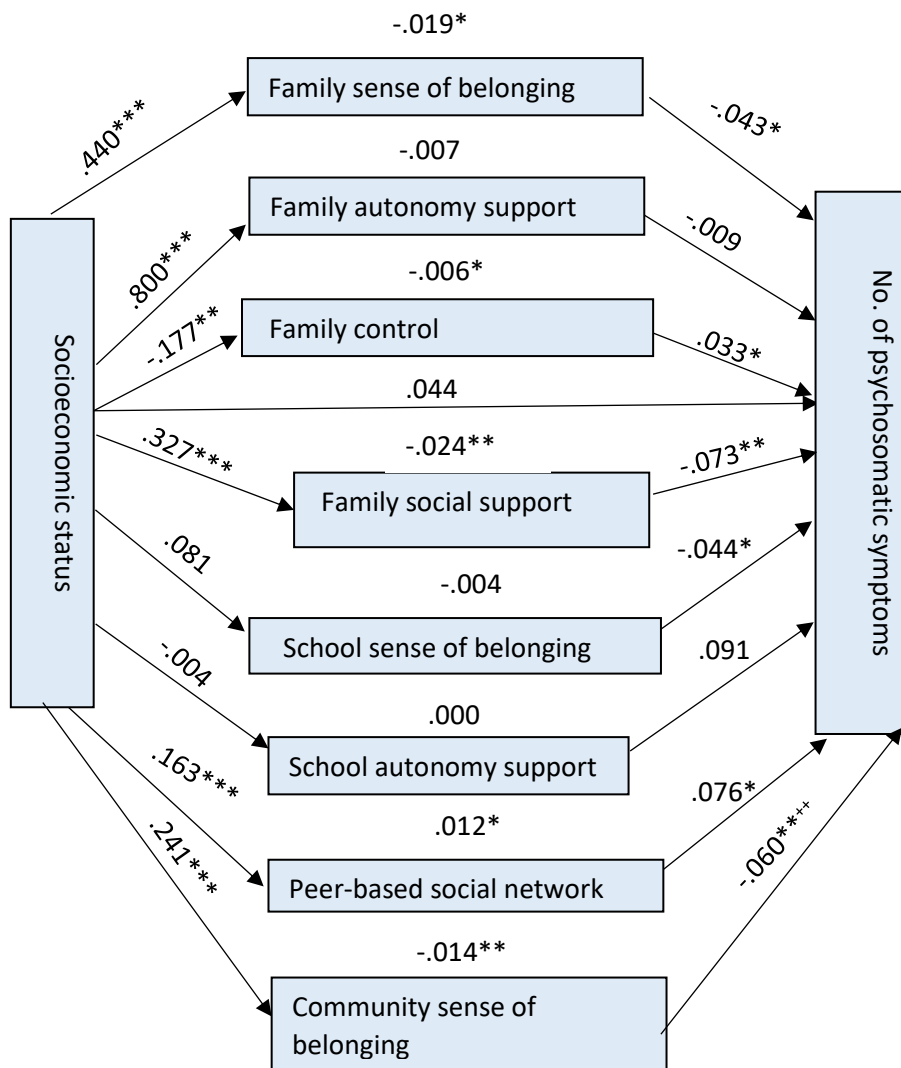 -.019*
Family sense of belonging
.440***
-.043*
-.007
Family autonomy support
.800***
-.009
-.006*
Family control
-.177**
.033*
.044
Socioeconomic status
No. of psychosomatic symptoms
.327***
-.024**
-.073**
Family social support
.081
-.004
-.044*
School sense of belonging
-.004
.000
.091
School autonomy support
.163***
.012*
.076*
Peer-based social network
.241***
-.014**
-.060**⁺⁺
Community sense of
belonging